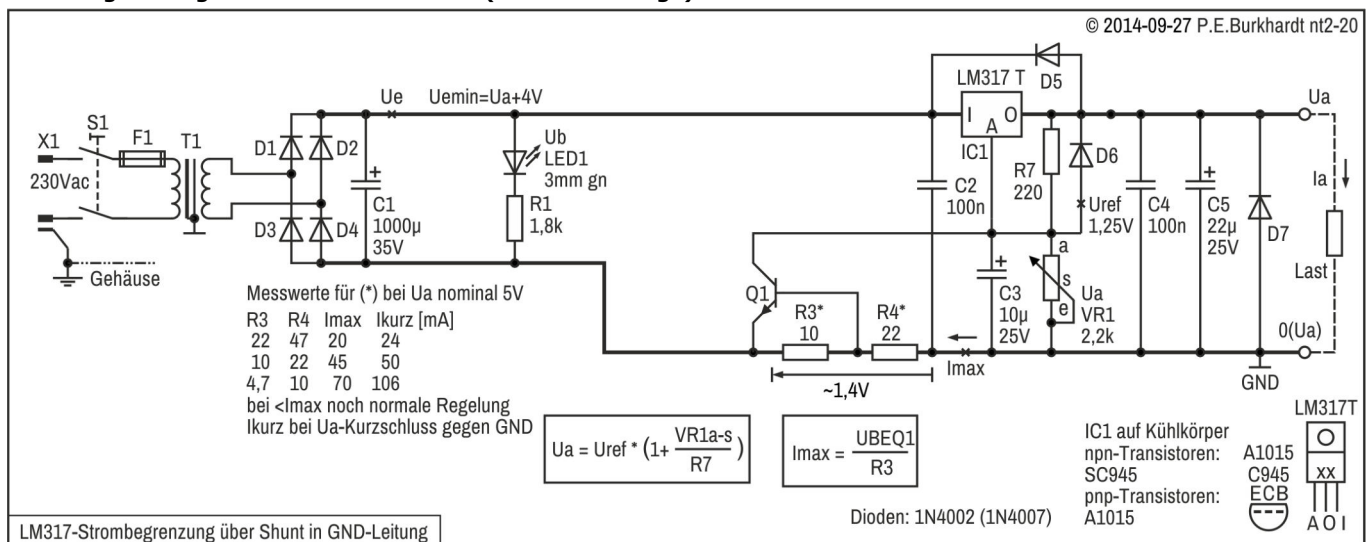 © 2014-09-27 P.E.Burkhardt nt2-20
X1
230Vac
S1
F1
T1
Gehäuse
D1
D2
D3
D4
Ue
Uemin=Ua+4V
C1
1000µ
35V
Ub
LED1
3mm gn
R1
1,8k
LM317 T
I
A
O
IC1
D5
C2
100n
R7
220
D6
Uref
1,25V
C4
100n
C5
22µ
25V
D7
Ua
Ia
Last
0(Ua)
GND
Q1
R3*
10
R4*
22
~1,4V
Imax
C3
10µ
25V
a
s
e
Ua
VR1
2,2k
Messwerte für (*) bei Ua nominal 5V
R3 R4 Imax Ikurz [mA]
22 47 20 24
10 22 45 50
4,7 10 70 106
bei <Imax noch normale Regelung
Ikurz bei Ua-Kurzschluss gegen GND
Ua = Uref * (1+ VR1a-s / R7 )
Imax = UBEQ1 / R3
IC1 auf Kühlkörper
npn-Transistoren:
SC945
pnp-Transistoren:
A1015
A1015
C945
ECB
LM317T
xx
A O I
Dioden: 1N4002 (1N4007)
LM317-Strombegrenzung über Shunt in GND-Leitung